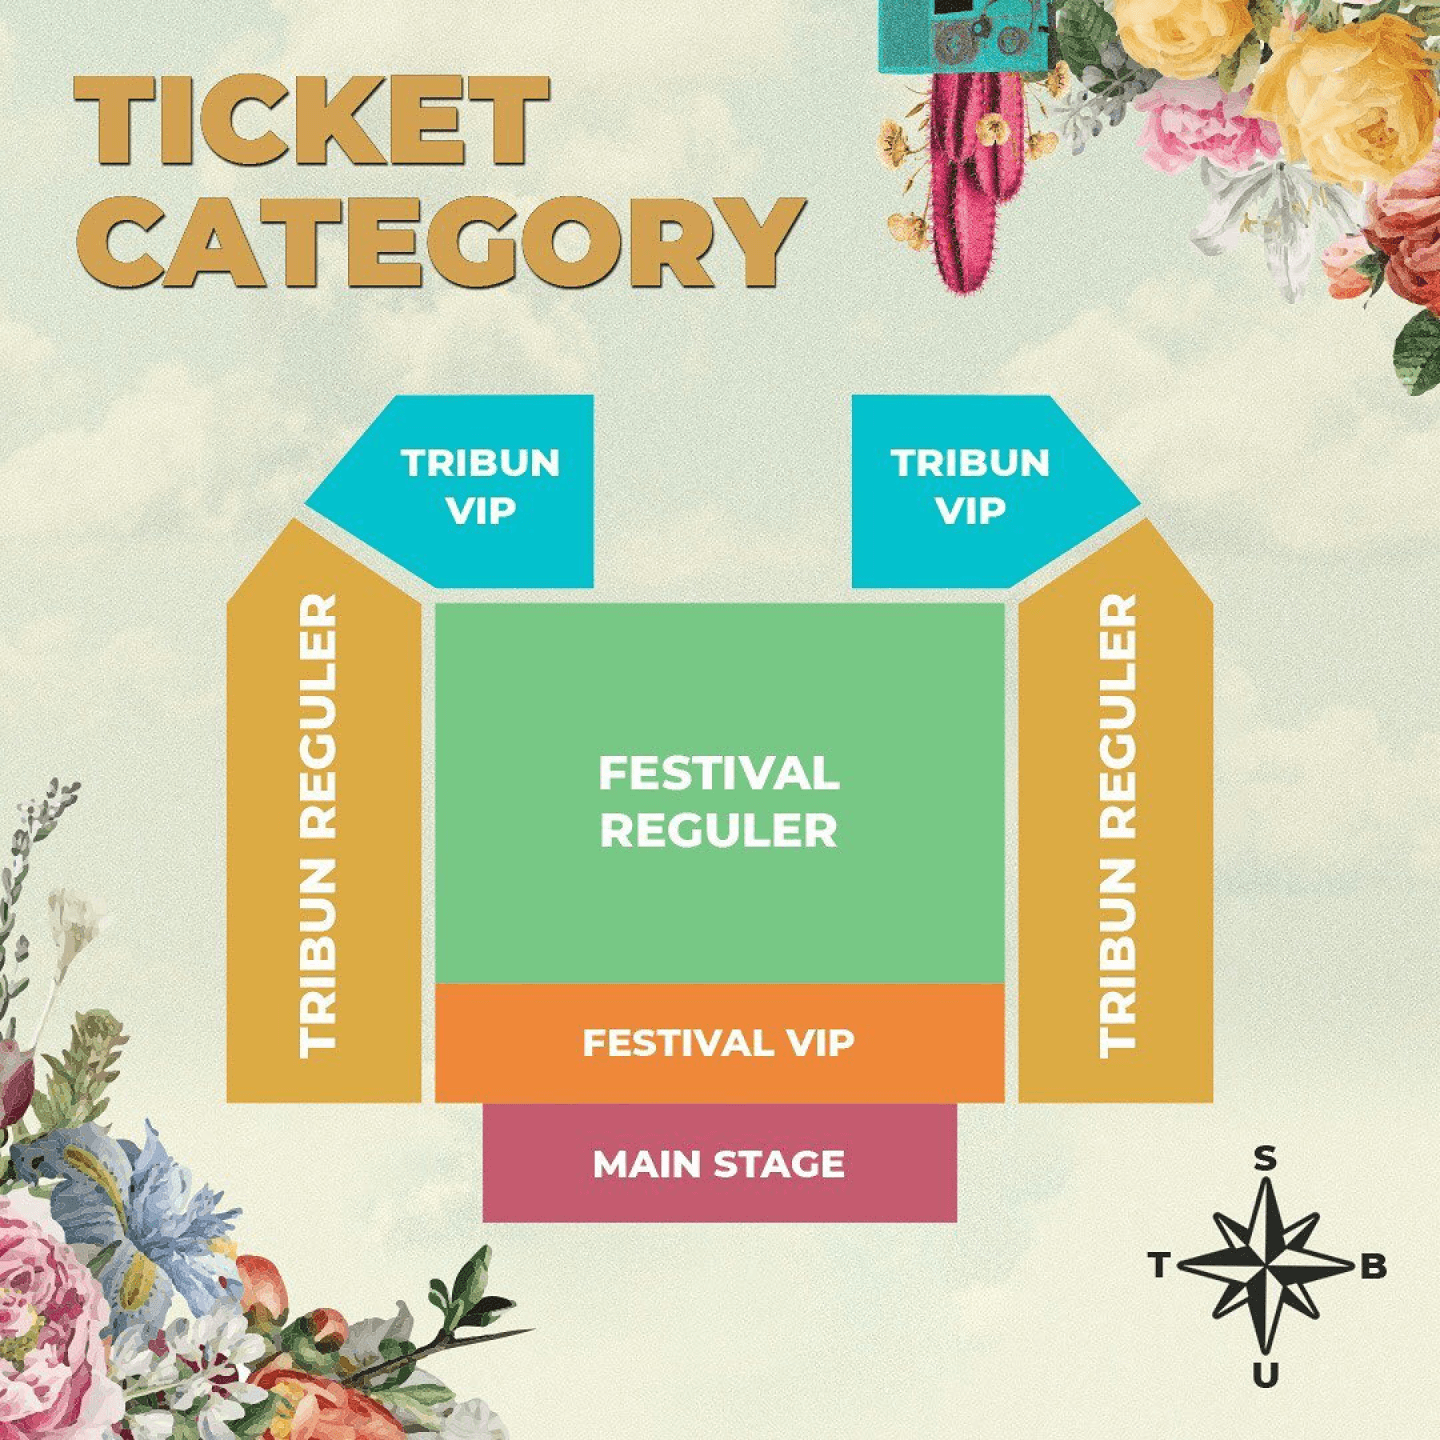 TICKET
CATEGORY
TRIBUN
VIP
TRIBUN
VIP
TRIBUN REGULER
FESTIVAL
REGULER
TRIBUN REGULER
FESTIVAL VIP
MAIN STAGE
S
T
B
U